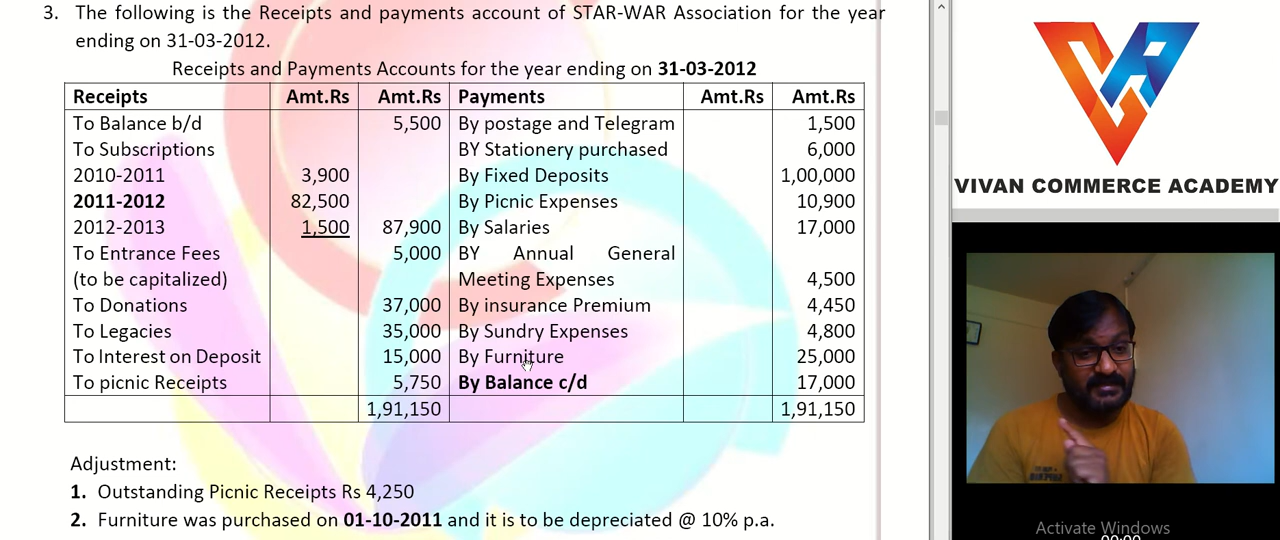 3. The following is the Receipts and payments account of STAR-WAR Association for the year
ending on 31-03-2012.
Receipts and Payments Accounts for the year ending on 31-03-2012
Receipts Amt.Rs Amt.Rs Payments Amt.Rs Amt.Rs
To Balance b/d 5,500 By postage and Telegram 1,500
To Subscriptions BY Stationery purchased 6,000
2010-2011 3,900 By Fixed Deposits 1,00,000
2011-2012 82,500 By Picnic Expenses 10,900
2012-2013 1,500 87,900 By Salaries 17,000
To Entrance Fees 5,000 BY Annual General
(to be capitalized) Meeting Expenses 4,500
To Donations 37,000 By insurance Premium 4,450
To Legacies 35,000 By Sundry Expenses 4,800
To Interest on Deposit 15,000 By Furniture 25,000
To picnic Receipts 5,750 By Balance c/d 17,000
1,91,150 1,91,150
Adjustment:
1. Outstanding Picnic Receipts Rs 4,250
2. Furniture was purchased on 01-10-2011 and it is to be depreciated @ 10% p.a.
VIVAN COMMERCE ACADEMY
Activate Windows